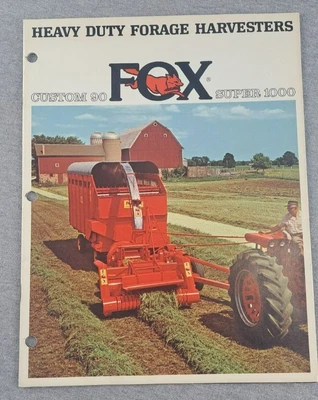 HEAVY DUTY FORAGE HARVESTERS
FOX®
CUSTOM 90 SUPER 1000